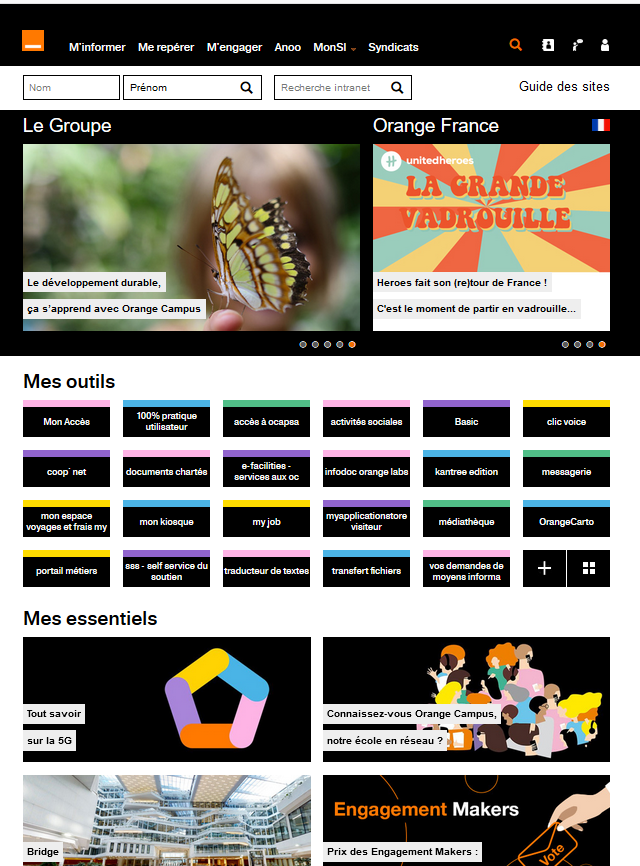 M'informer Me repérer M'engager Anoo MonSI Syndicats
Nom Prénom Recherche intranet Guide des sites
Le Groupe
Orange France
Le développement durable,
ça s'apprend avec Orange Campus
unitedheroes
LA GRANDE
VADROUILLE
Heroes fait son (re)tour de France !
C'est le moment de partir en vadrouille...
Mes outils
Mon Accès
100% pratique
utilisateur
accès à ocapsa
activités sociales
Basic
clic voice
coop' net
documents chartés
e-facilities -
services aux oc
infodoc orange labs
kantree edition
messagerie
mon espace
voyages et frais my
mon kiosque
my job
myapplicationstore
visiteur
médiathèque
OrangeCarto
portail métiers
sss - self service du
soutien
traducteur de textes
transfert fichiers
vos demandes de
moyens informa
Mes essentiels
Tout savoir
sur la 5G
Connaissez-vous Orange Campus,
notre école en réseau ?
Bridge
Engagement Makers
Vote
Prix des Engagement Makers :